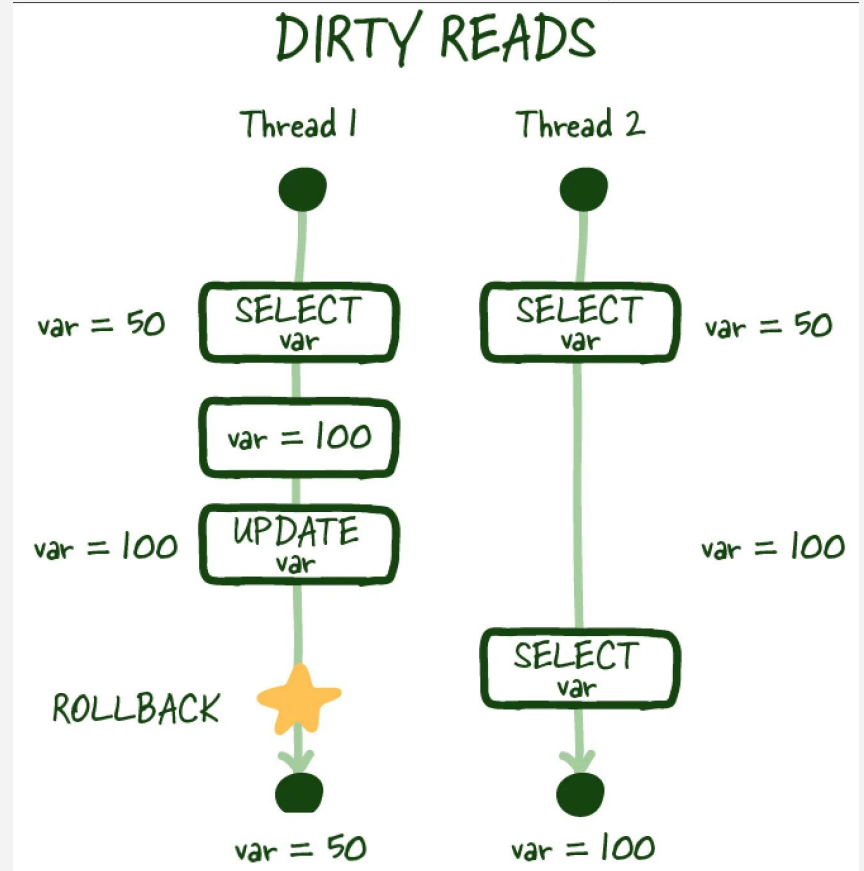 DIRTY READS
Thread 1
Thread 2
var = 50
SELECT
var
SELECT
var
var = 50
var = 100
var = 100
UPDATE
var
var = 100
SELECT
var
ROLLBACK
var = 50
var = 100